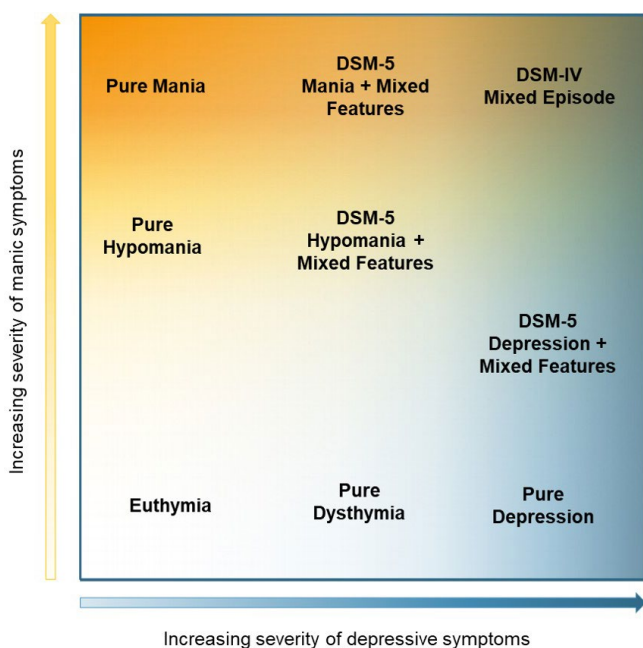 Increasing severity of manic symptoms
Pure Mania
DSM-5
Mania + Mixed
Features
DSM-IV
Mixed Episode
Pure
Hypomania
DSM-5
Hypomania +
Mixed Features
DSM-5
Depression +
Mixed Features
Euthymia
Pure
Dysthymia
Pure
Depression
Increasing severity of depressive symptoms